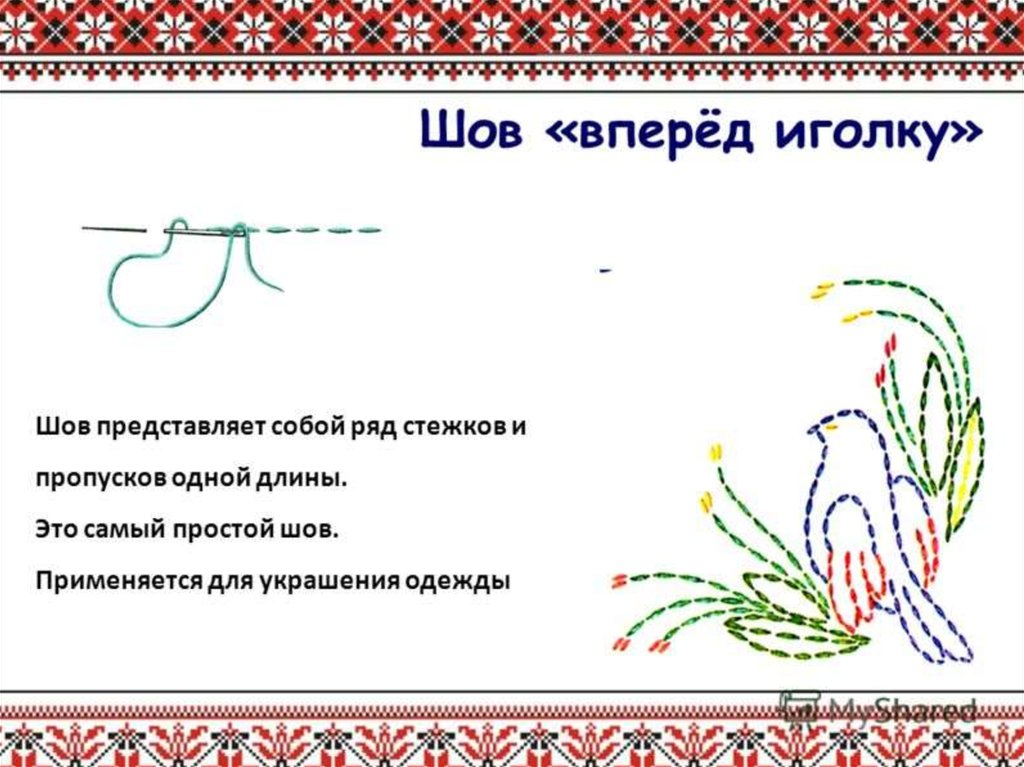 Шов «вперёд иголку»
Шов представляет собой ряд стежков и
пропусков одной длины.
Это самый простой шов.
Применяется для украшения одежды
MyShared